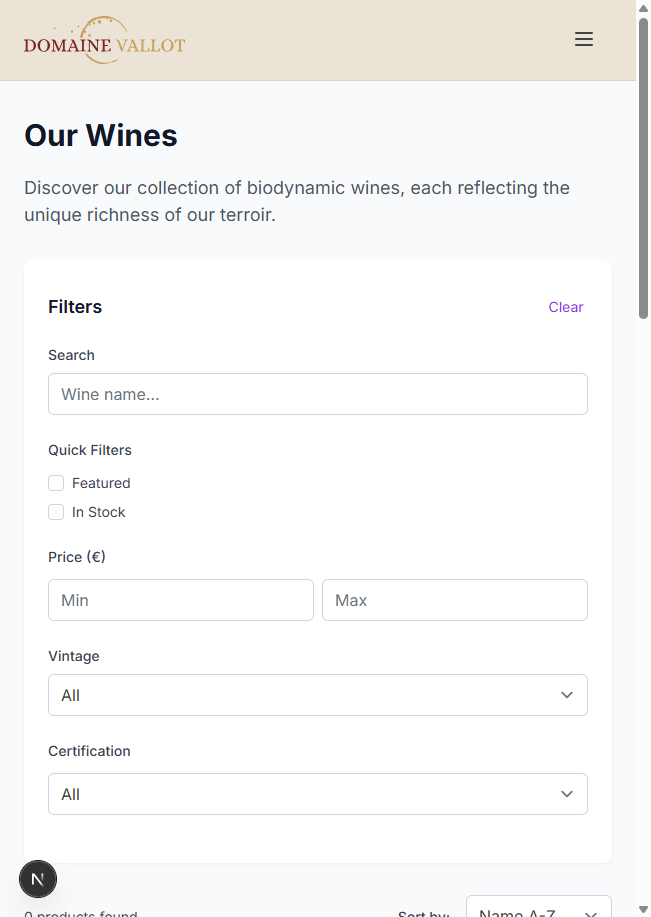 DOMAINE VALLOT
Our Wines
Discover our collection of biodynamic wines, each reflecting the
unique richness of our terroir.
Filters
Clear
Search
Wine name...
Quick Filters
Featured
In Stock
Price (€)
Min
Max
Vintage
All
Certification
All
N
0 products found
Sort by:
Name A-Z